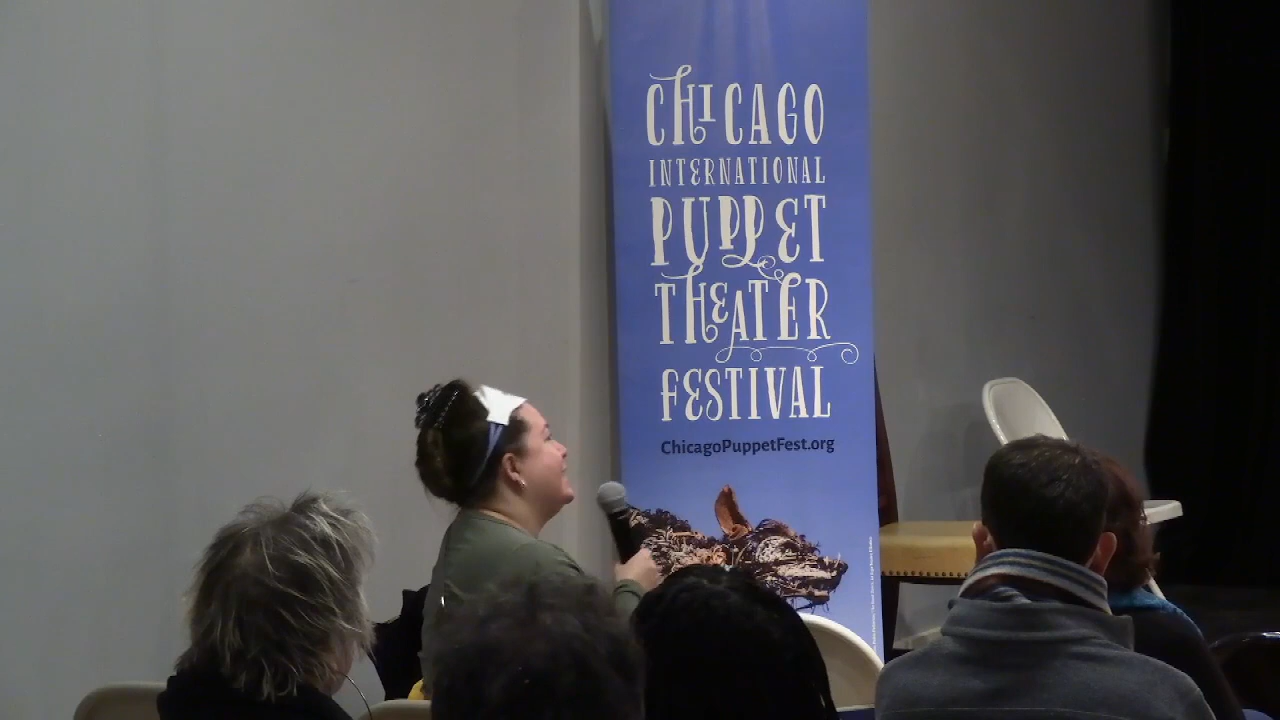 CHICAGO
INTERNATIONAL
PUPPET
THEATER
FESTIVAL
ChicagoPuppetFest.org